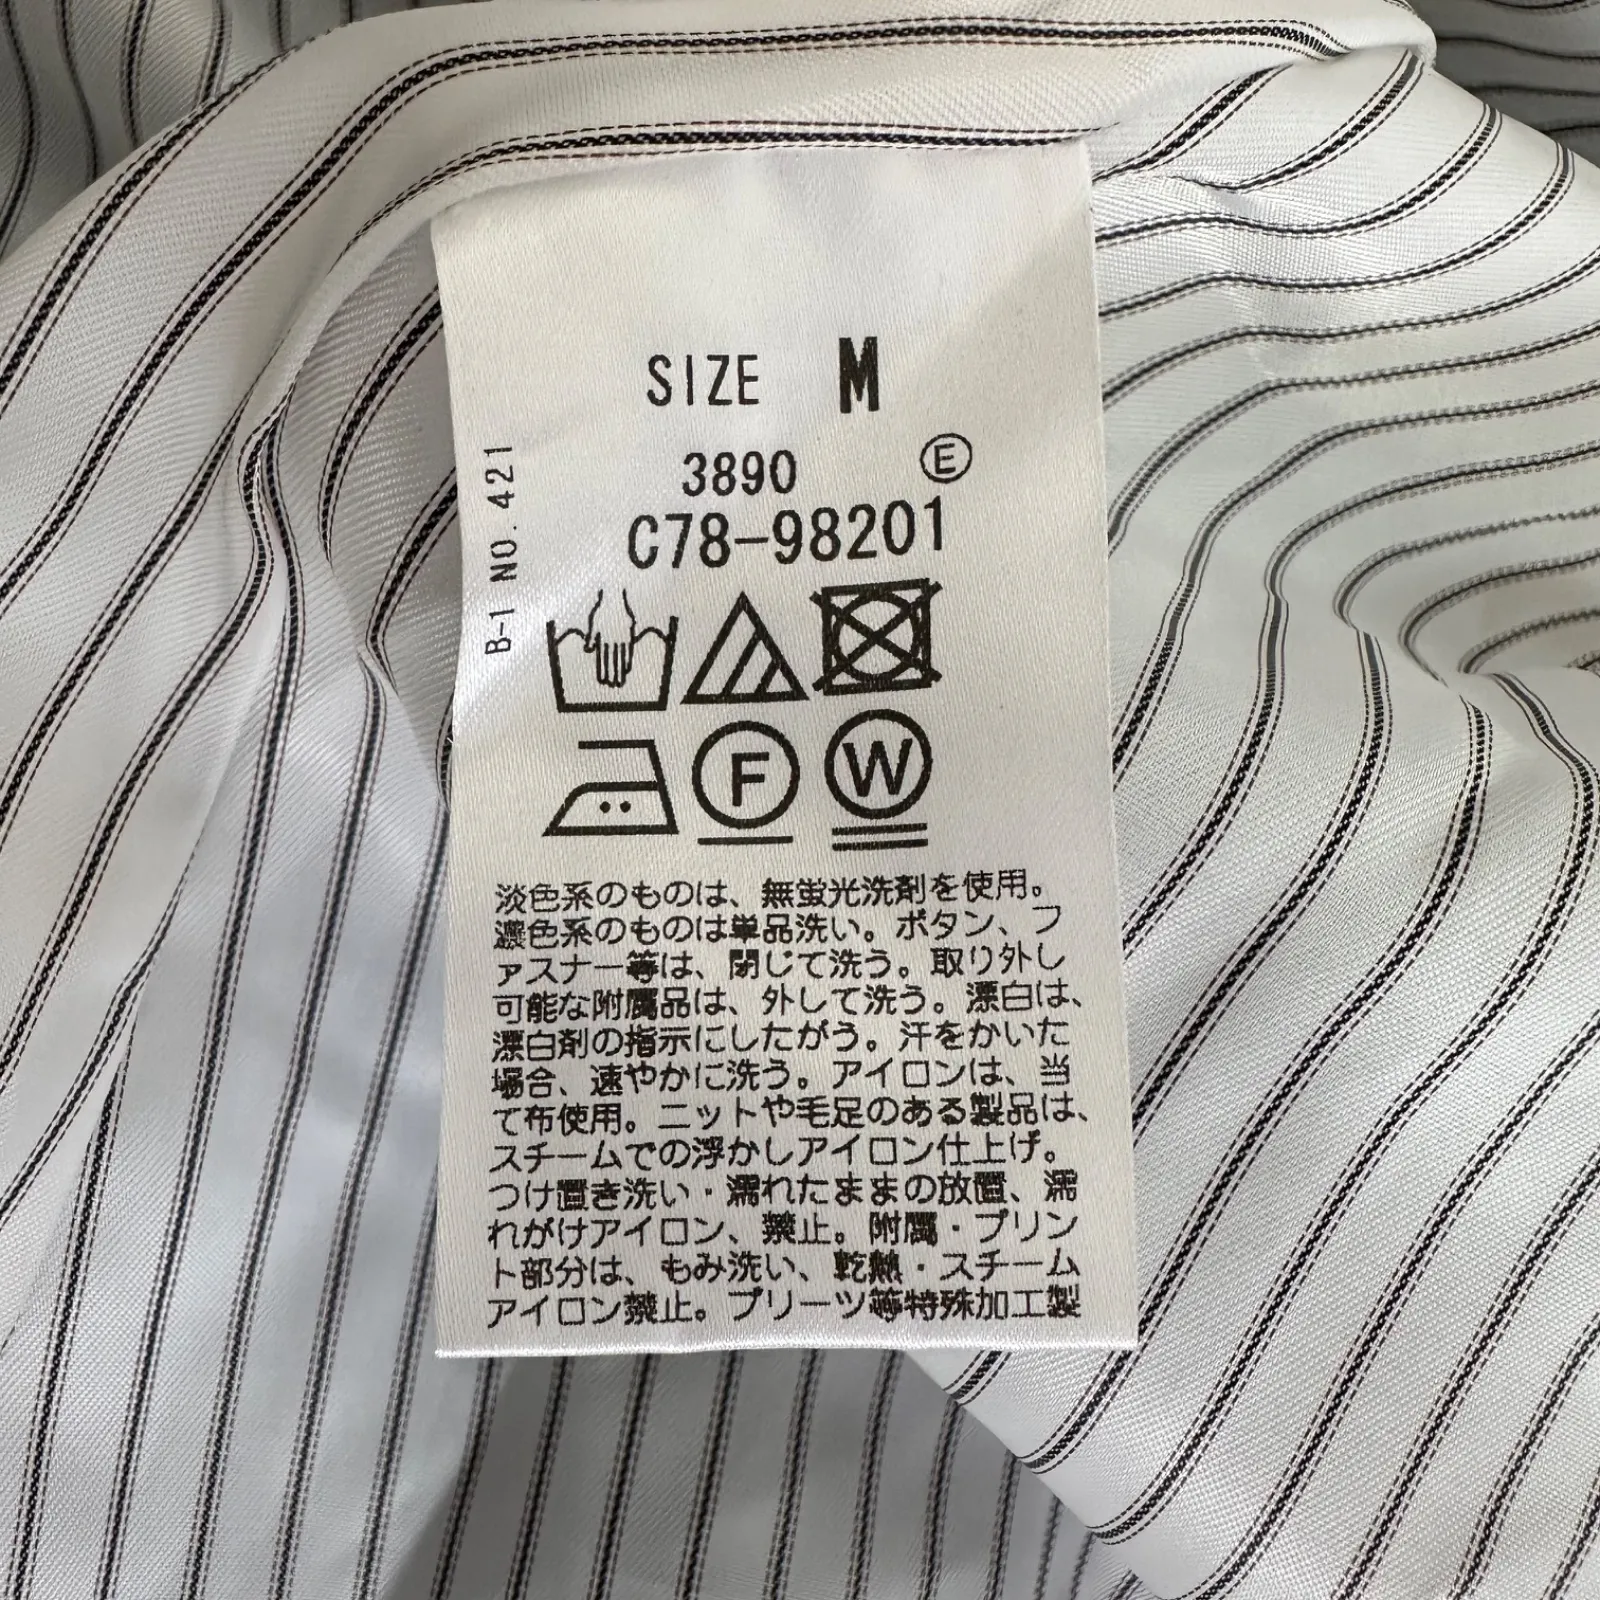 SIZE M
3890 Ⓔ
C78-98201
B-1 NO. 421
F W
淡色系のものは、無蛍光洗剤を使用。
濃色系のものは単品洗い。ボタン、フ
ァスナー等は、閉じて洗う。取り外し
可能な附属品は、外して洗う。漂白は、
漂白剤の指示にしたがう。汗をかいた
場合、速やかに洗う。アイロンは、当
て布使用。ニットや毛足のある製品は、
スチームでの浮かしアイロン仕上げ。
つけ置き洗い・濡れたままの放置、濡
れがけアイロン、禁止。附属・プリン
ト部分は、もみ洗い、乾熱・スチーム
アイロン禁止。プリーツ等特殊加工製